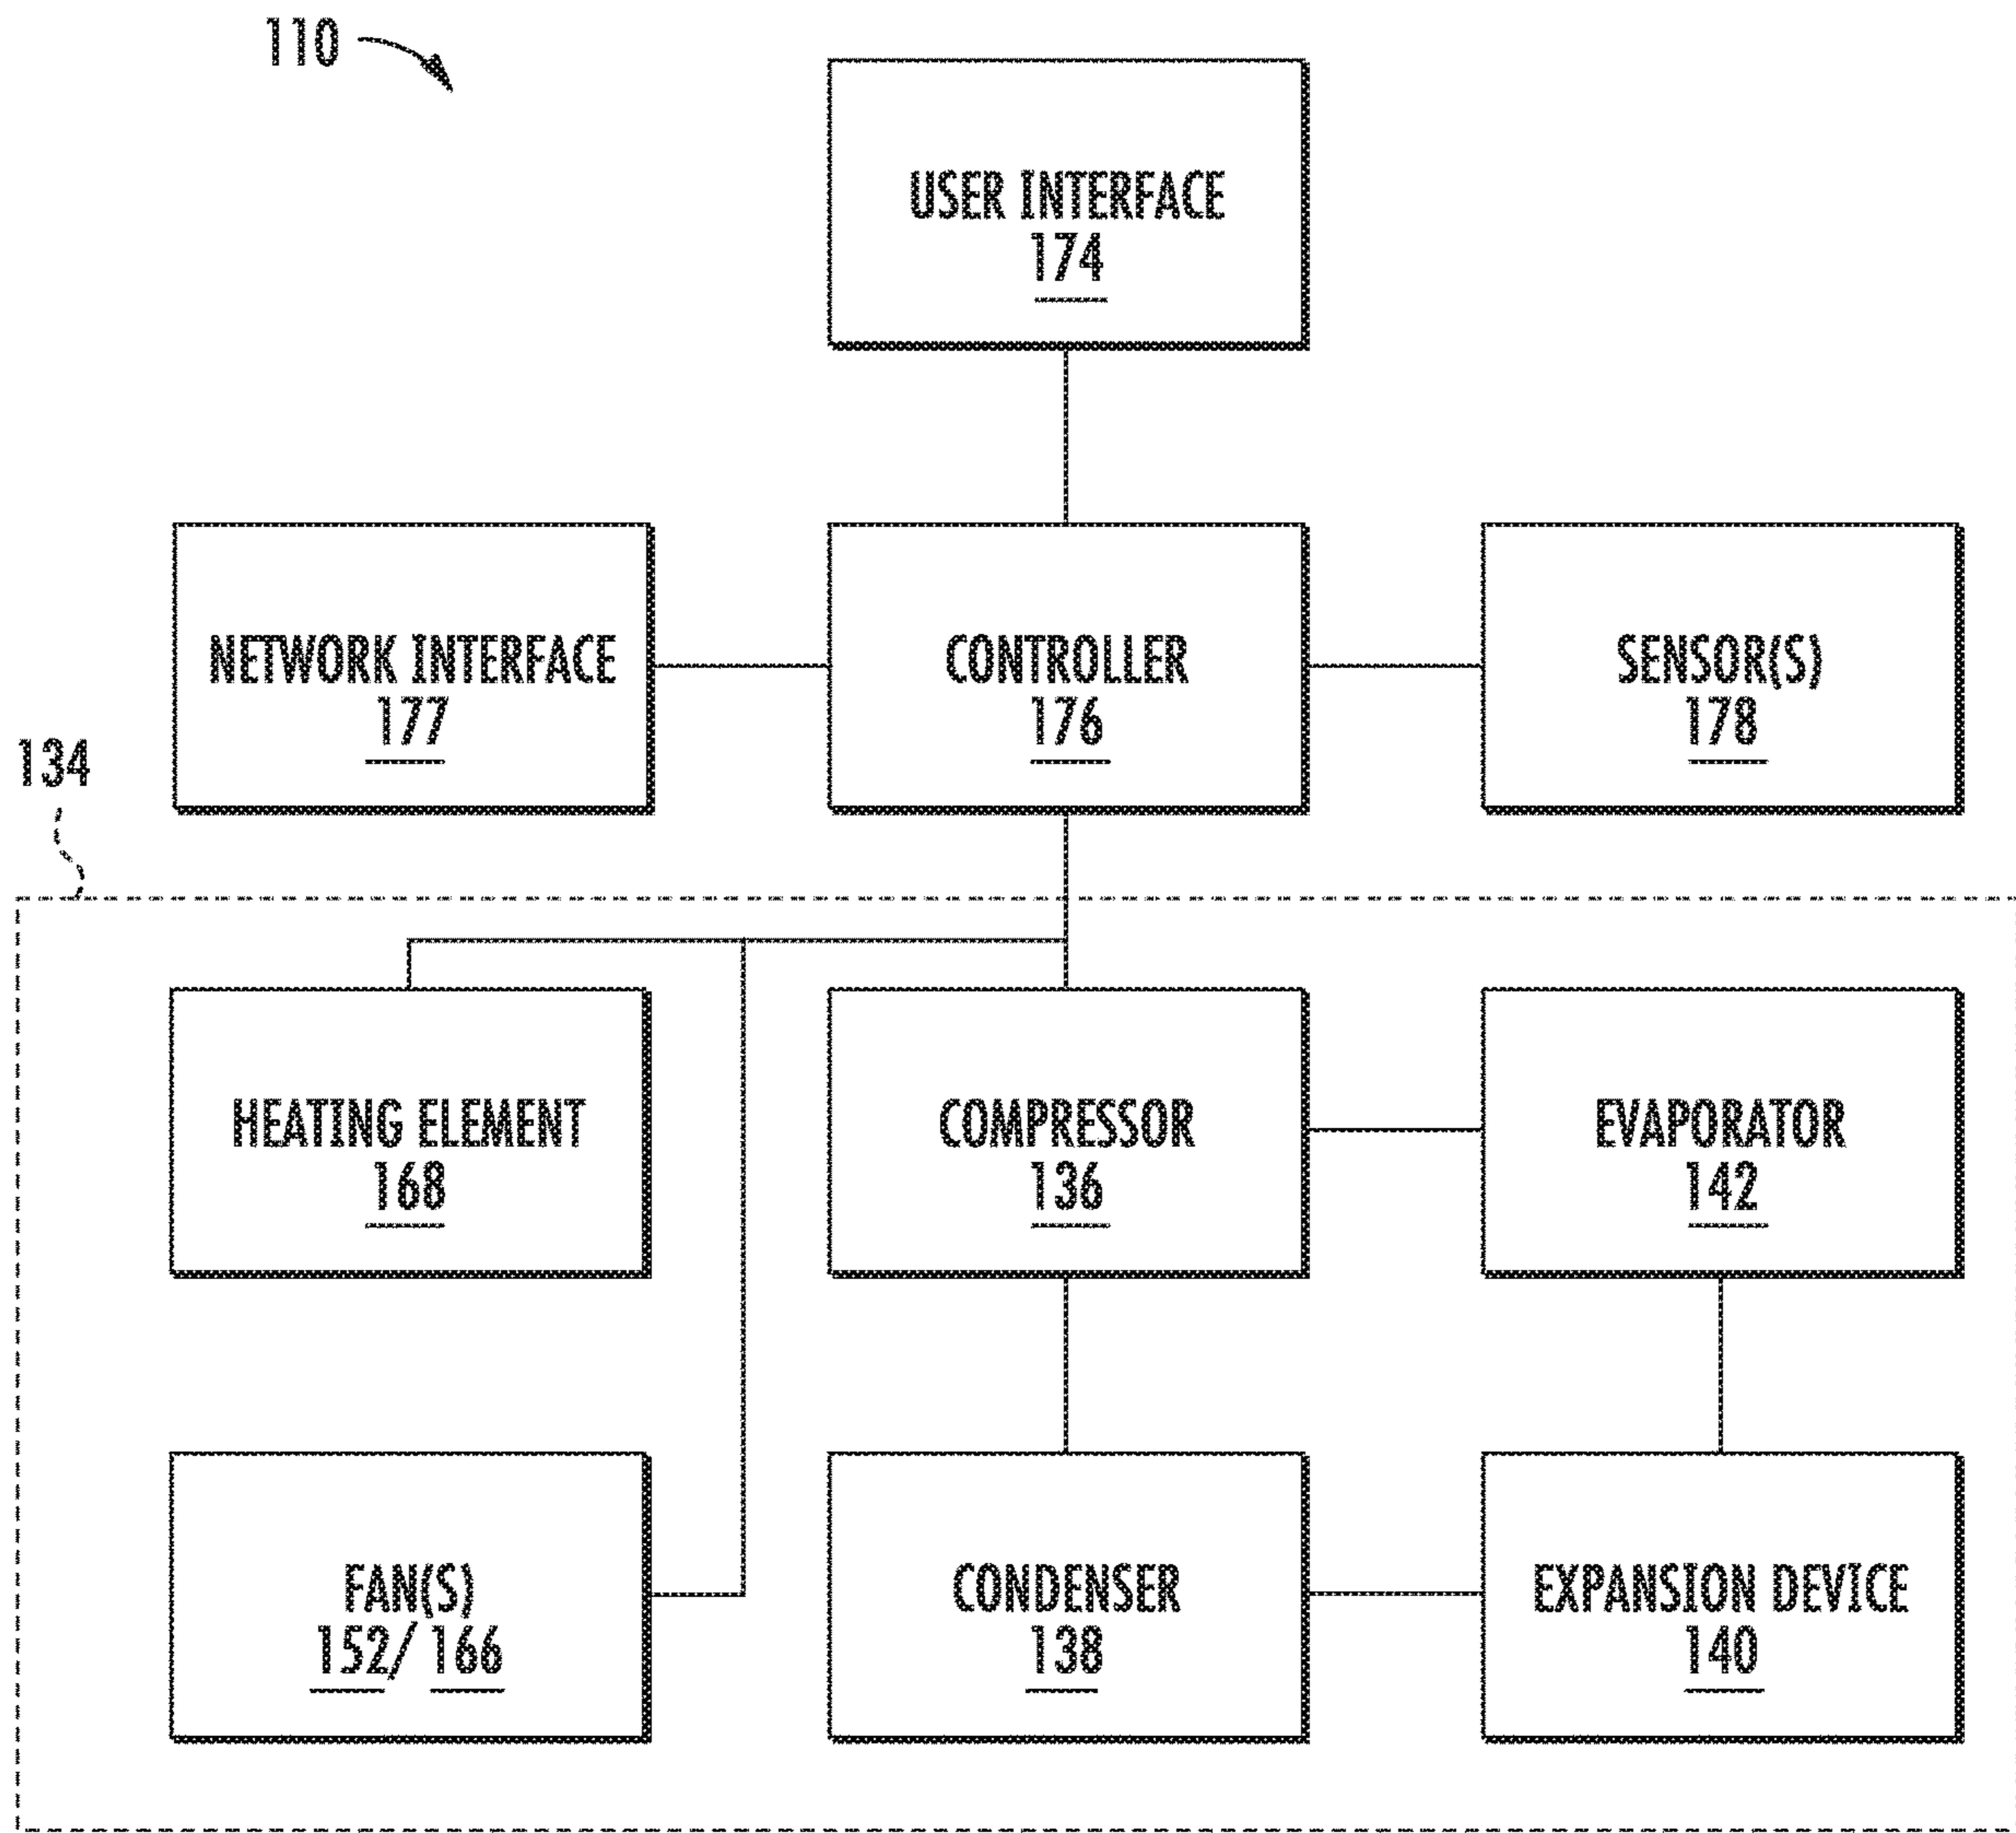 110
USER INTERFACE
174
NETWORK INTERFACE
177
CONTROLLER
176
SENSOR(S)
178
134
HEATING ELEMENT
168
COMPRESSOR
136
EVAPORATOR
142
FAN(S)
152/166
CONDENSER
138
EXPANSION DEVICE
140